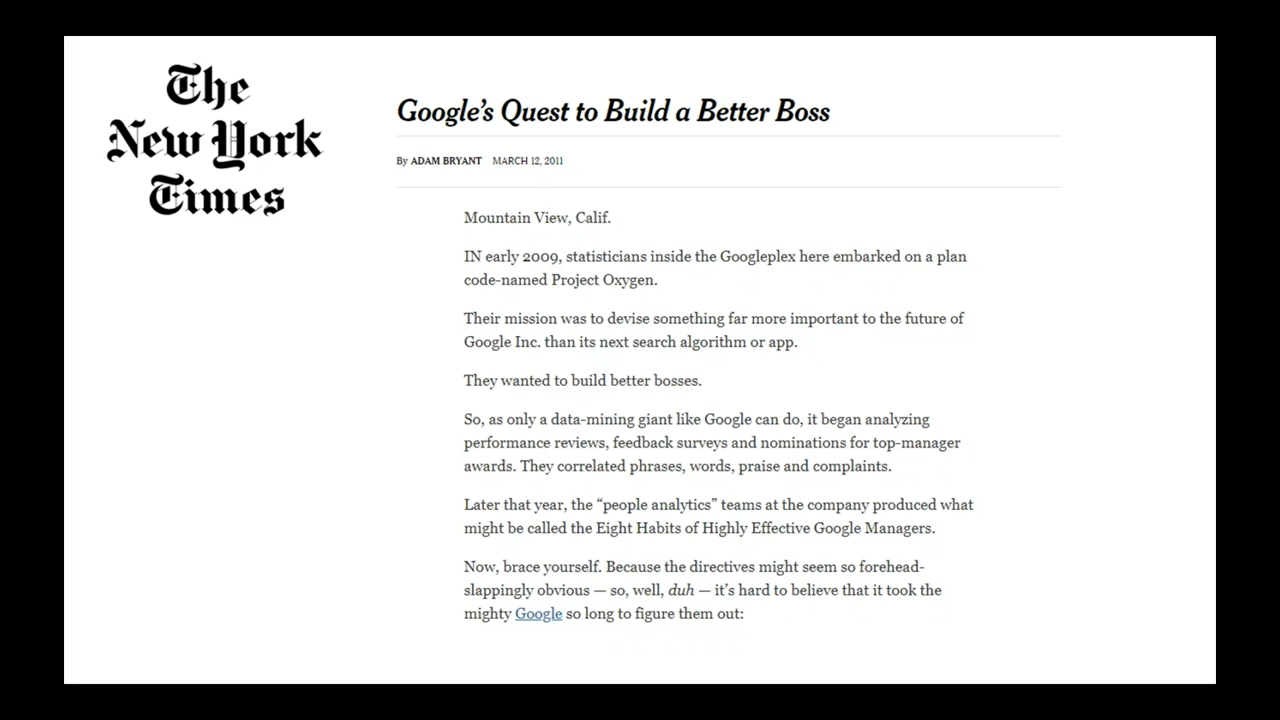 The
New York
Times
Google's Quest to Build a Better Boss
By ADAM BRYANT MARCH 12, 2011
Mountain View, Calif.
IN early 2009, statisticians inside the Googleplex here embarked on a plan
code-named Project Oxygen.
Their mission was to devise something far more important to the future of
Google Inc. than its next search algorithm or app.
They wanted to build better bosses.
So, as only a data-mining giant like Google can do, it began analyzing
performance reviews, feedback surveys and nominations for top-manager
awards. They correlated phrases, words, praise and complaints.
Later that year, the “people analytics” teams at the company produced what
might be called the Eight Habits of Highly Effective Google Managers.
Now, brace yourself. Because the directives might seem so forehead-
slappingly obvious — so, well, duh — it's hard to believe that it took the
mighty Google so long to figure them out: